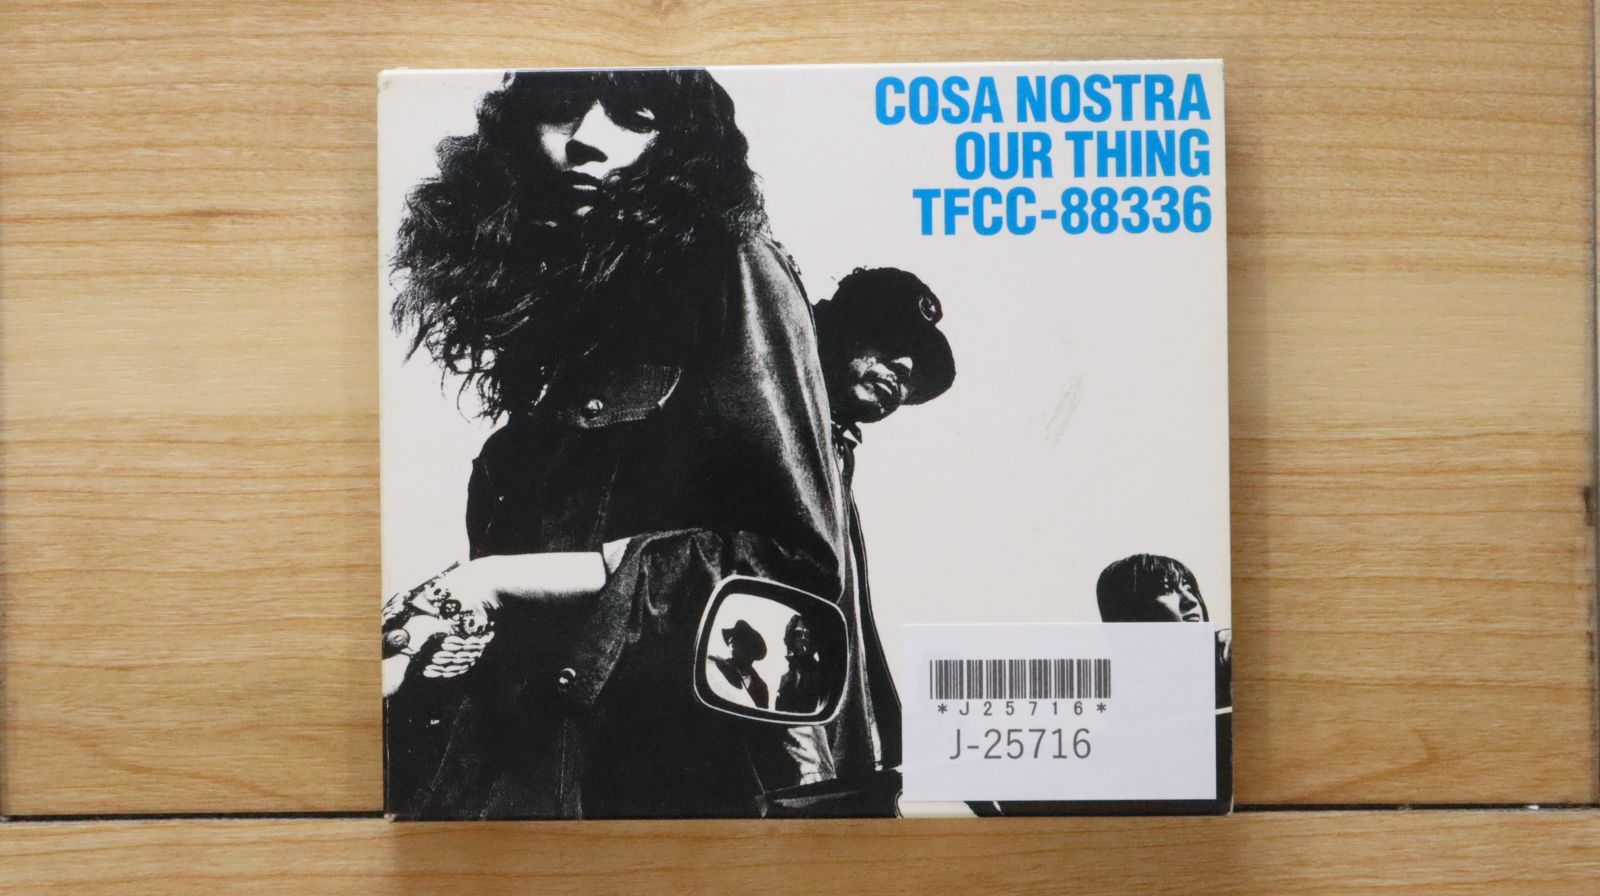 COSA NOSTRA
OUR THING
TFCC-88336
*J25716*
J-25716